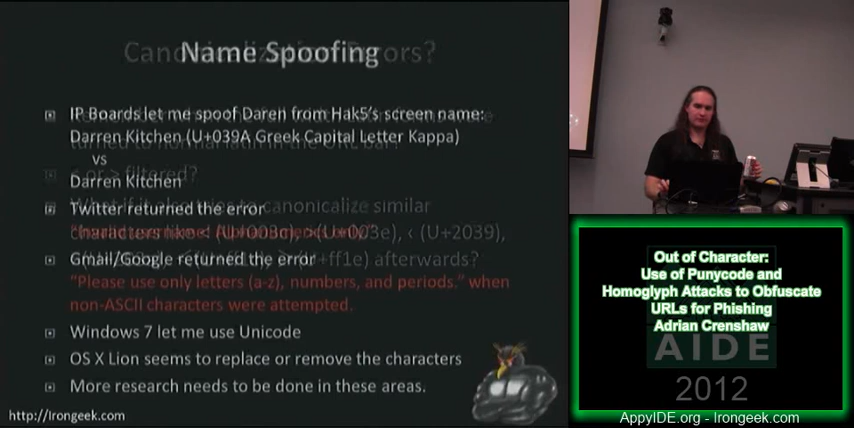 Name Spoofing
IP Boards let me spoof Daren from Hak5's screen name:
Darren Kitchen (U+039A Greek Capital Letter Kappa)
vs
Darren Kitchen
Twitter returned the error
Gmail/Google returned the error
"Please use only letters (a-z), numbers, and periods." when
non-ASCII characters were attempted.
Windows 7 let me use Unicode
OS X Lion seems to replace or remove the characters
More research needs to be done in these areas.
http://Irongeek.com
Out of Character:
Use of Punycode and
Homoglyph Attacks to Obfuscate
URLs for Phishing
Adrian Crenshaw
AIDE
2012
AppyIDE.org - Irongeek.com